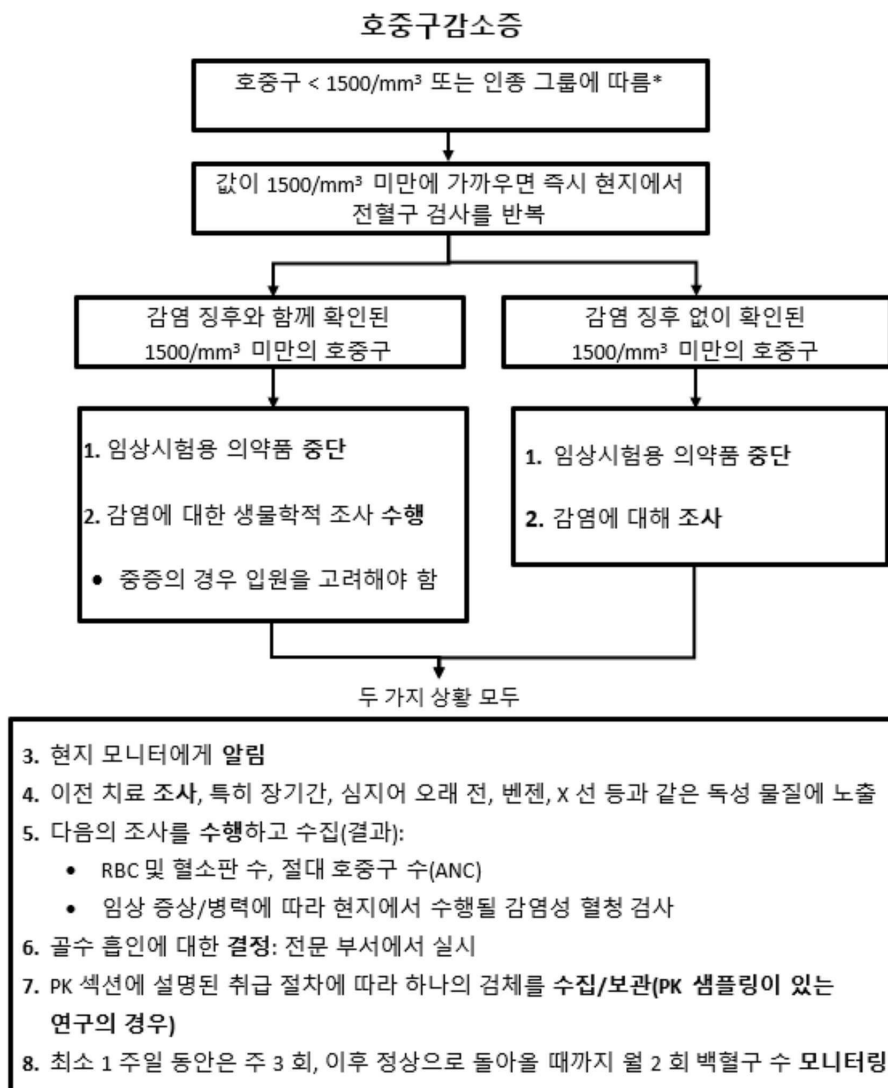 호중구감소증
호중구 < 1500/mm³ 또는 인종 그룹에 따름*
값이 1500/mm³ 미만에 가까우면 즉시 현지에서
전혈구 검사를 반복
감염 징후와 함께 확인된
1500/mm³ 미만의 호중구
감염 징후 없이 확인된
1500/mm³ 미만의 호중구
1. 임상시험용 의약품 중단
2. 감염에 대한 생물학적 조사 수행
• 중증의 경우 입원을 고려해야 함
1. 임상시험용 의약품 중단
2. 감염에 대해 조사
두 가지 상황 모두
3. 현지 모니터에게 알림
4. 이전 치료 조사, 특히 장기간, 심지어 오래 전, 벤젠, X 선 등과 같은 독성 물질에 노출
5. 다음의 조사를 수행하고 수집(결과):
• RBC 및 혈소판 수, 절대 호중구 수(ANC)
• 임상 증상/병력에 따라 현지에서 수행될 감염성 혈청 검사
6. 골수 흡인에 대한 결정: 전문 부서에서 실시
7. PK 섹션에 설명된 취급 절차에 따라 하나의 검체를 수집/보관(PK 샘플링이 있는
연구의 경우)
8. 최소 1 주일 동안은 주 3 회, 이후 정상으로 돌아올 때까지 월 2 회 백혈구 수 모니터링